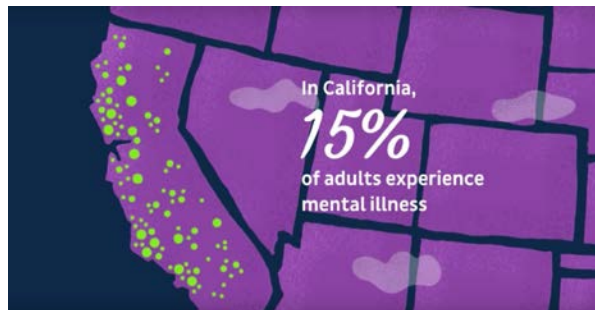 In California,
15%
of adults experience
mental illness